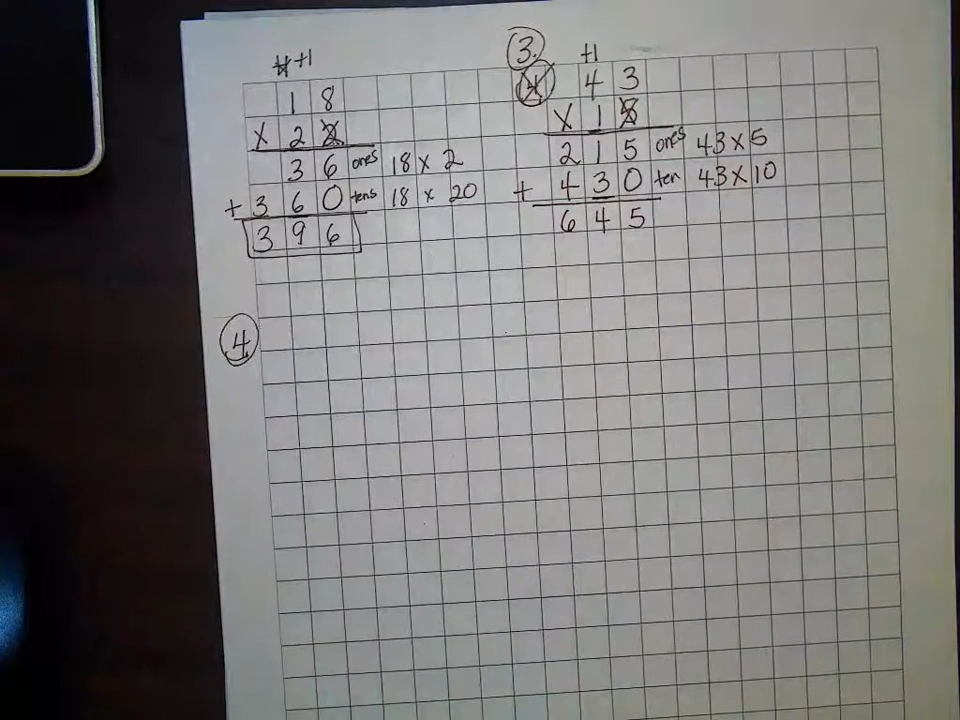 +1 +1
1 8
X 2 2
3 6 ones 18 x 2
+ 3 6 0 tens 18 x 20
3 9 6
3.
4
+1
4 3
X 1 5
2 1 5 ones 43 x 5
+ 4 3 0 ten 43 x 10
6 4 5
4